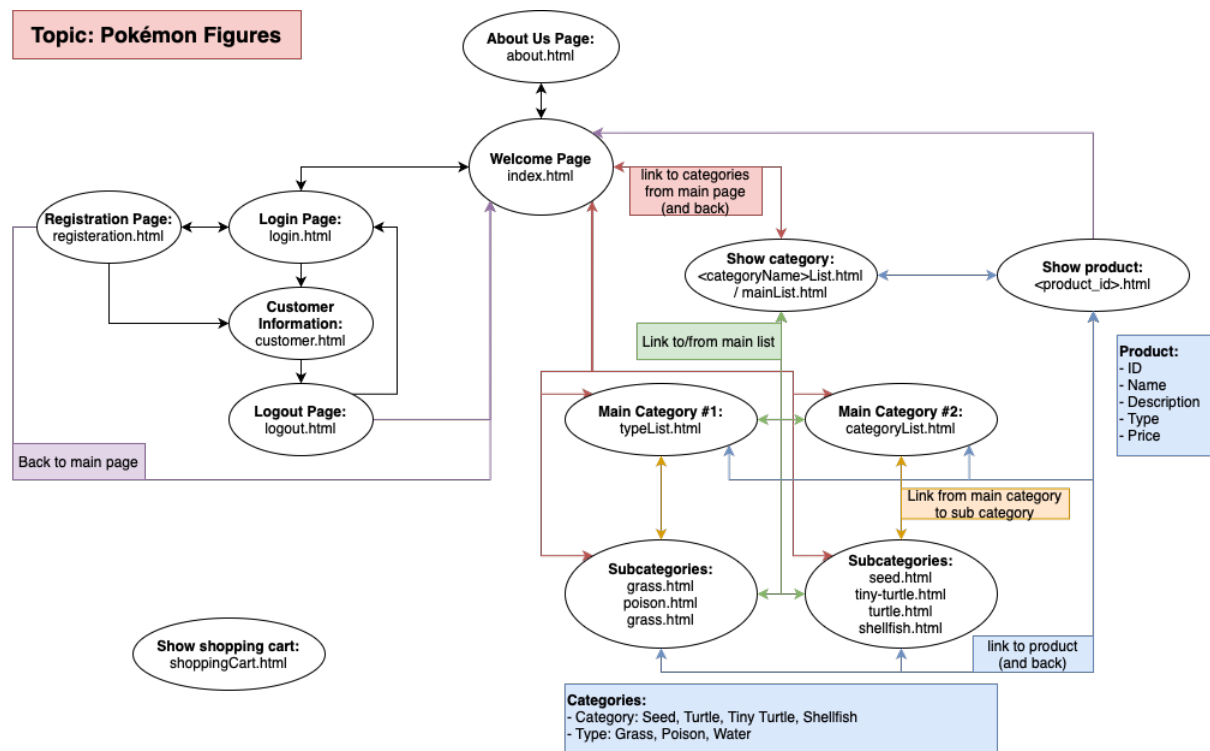 Topic: Pokémon Figures
About Us Page:
about.html
Welcome Page
index.html
link to categories
from main page
(and back)
Registration Page:
registeration.html
Login Page:
login.html
Show category:
<categoryName>List.html
/ mainList.html
Show product:
<product_id>.html
Customer
Information:
customer.html
Link to/from main list
Product:
- ID
- Name
- Description
- Type
- Price
Logout Page:
logout.html
Main Category #1:
typeList.html
Main Category #2:
categoryList.html
Back to main page
Link from main category
to sub category
Subcategories:
grass.html
poison.html
grass.html
Subcategories:
seed.html
tiny-turtle.html
turtle.html
shellfish.html
Show shopping cart:
shoppingCart.html
link to product
(and back)
Categories:
- Category: Seed, Turtle, Tiny Turtle, Shellfish
- Type: Grass, Poison, Water